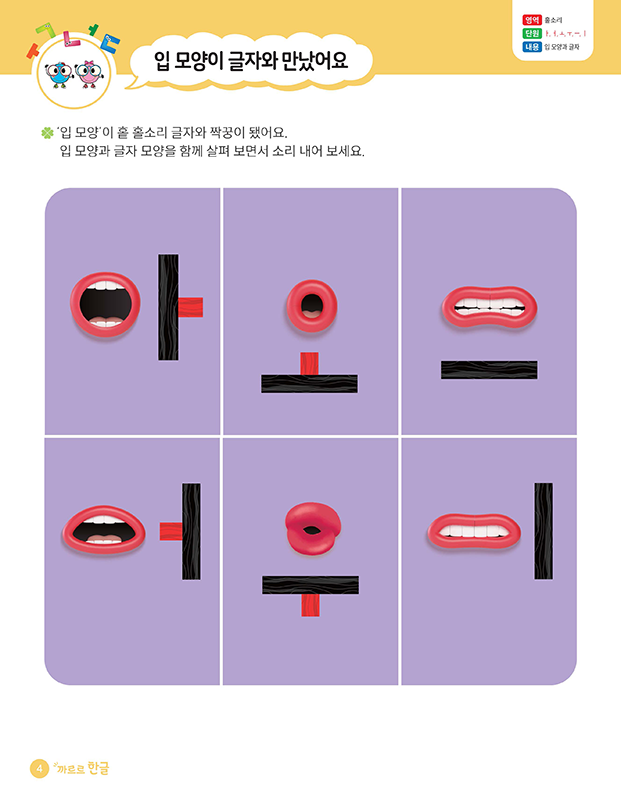 ㄱㄴㅏㄷ
입 모양이 글자와 만났어요
영역 홀소리
단원 ㅏ, ㅓ, ㅗ, ㅜ, ㅡ, ㅣ
내용 입 모양과 글자
'입 모양'이 홑 홀소리 글자와 짝꿍이 됐어요.
입 모양과 글자 모양을 함께 살펴 보면서 소리 내어 보세요.
ㅏ
ㅗ
ㅡ
ㅓ
ㅜ
ㅣ
4 까르르 한글